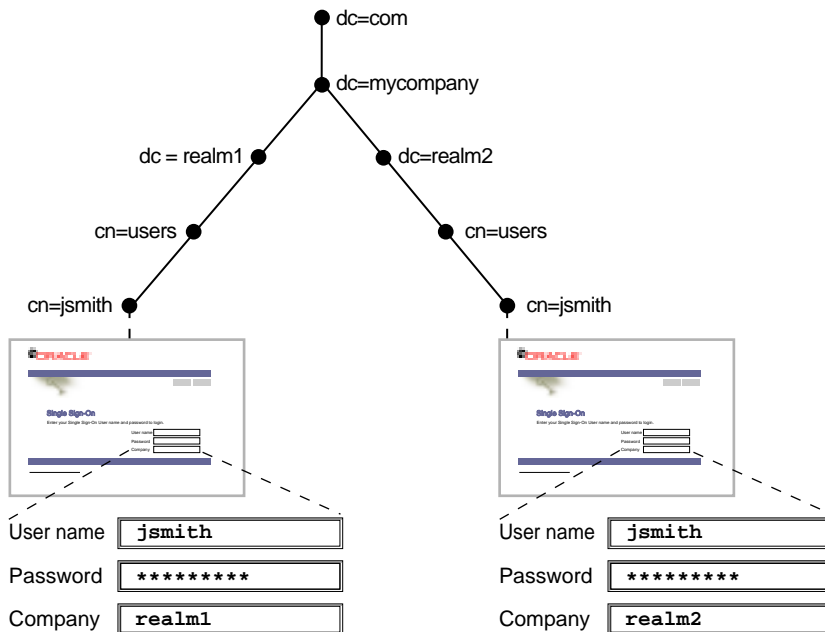 dc=com
dc=mycompany
dc = realm1
dc=realm2
cn=users
cn=users
cn=jsmith
cn=jsmith
ORACLE
Single Sign-On
Enter your Single Sign-On User name and password to login.
User name
Password
Company
ORACLE
Single Sign-On
Enter your Single Sign-On User name and password to login.
User name
Password
Company
User name jsmith
Password *********
Company realm1
User name jsmith
Password *********
Company realm2